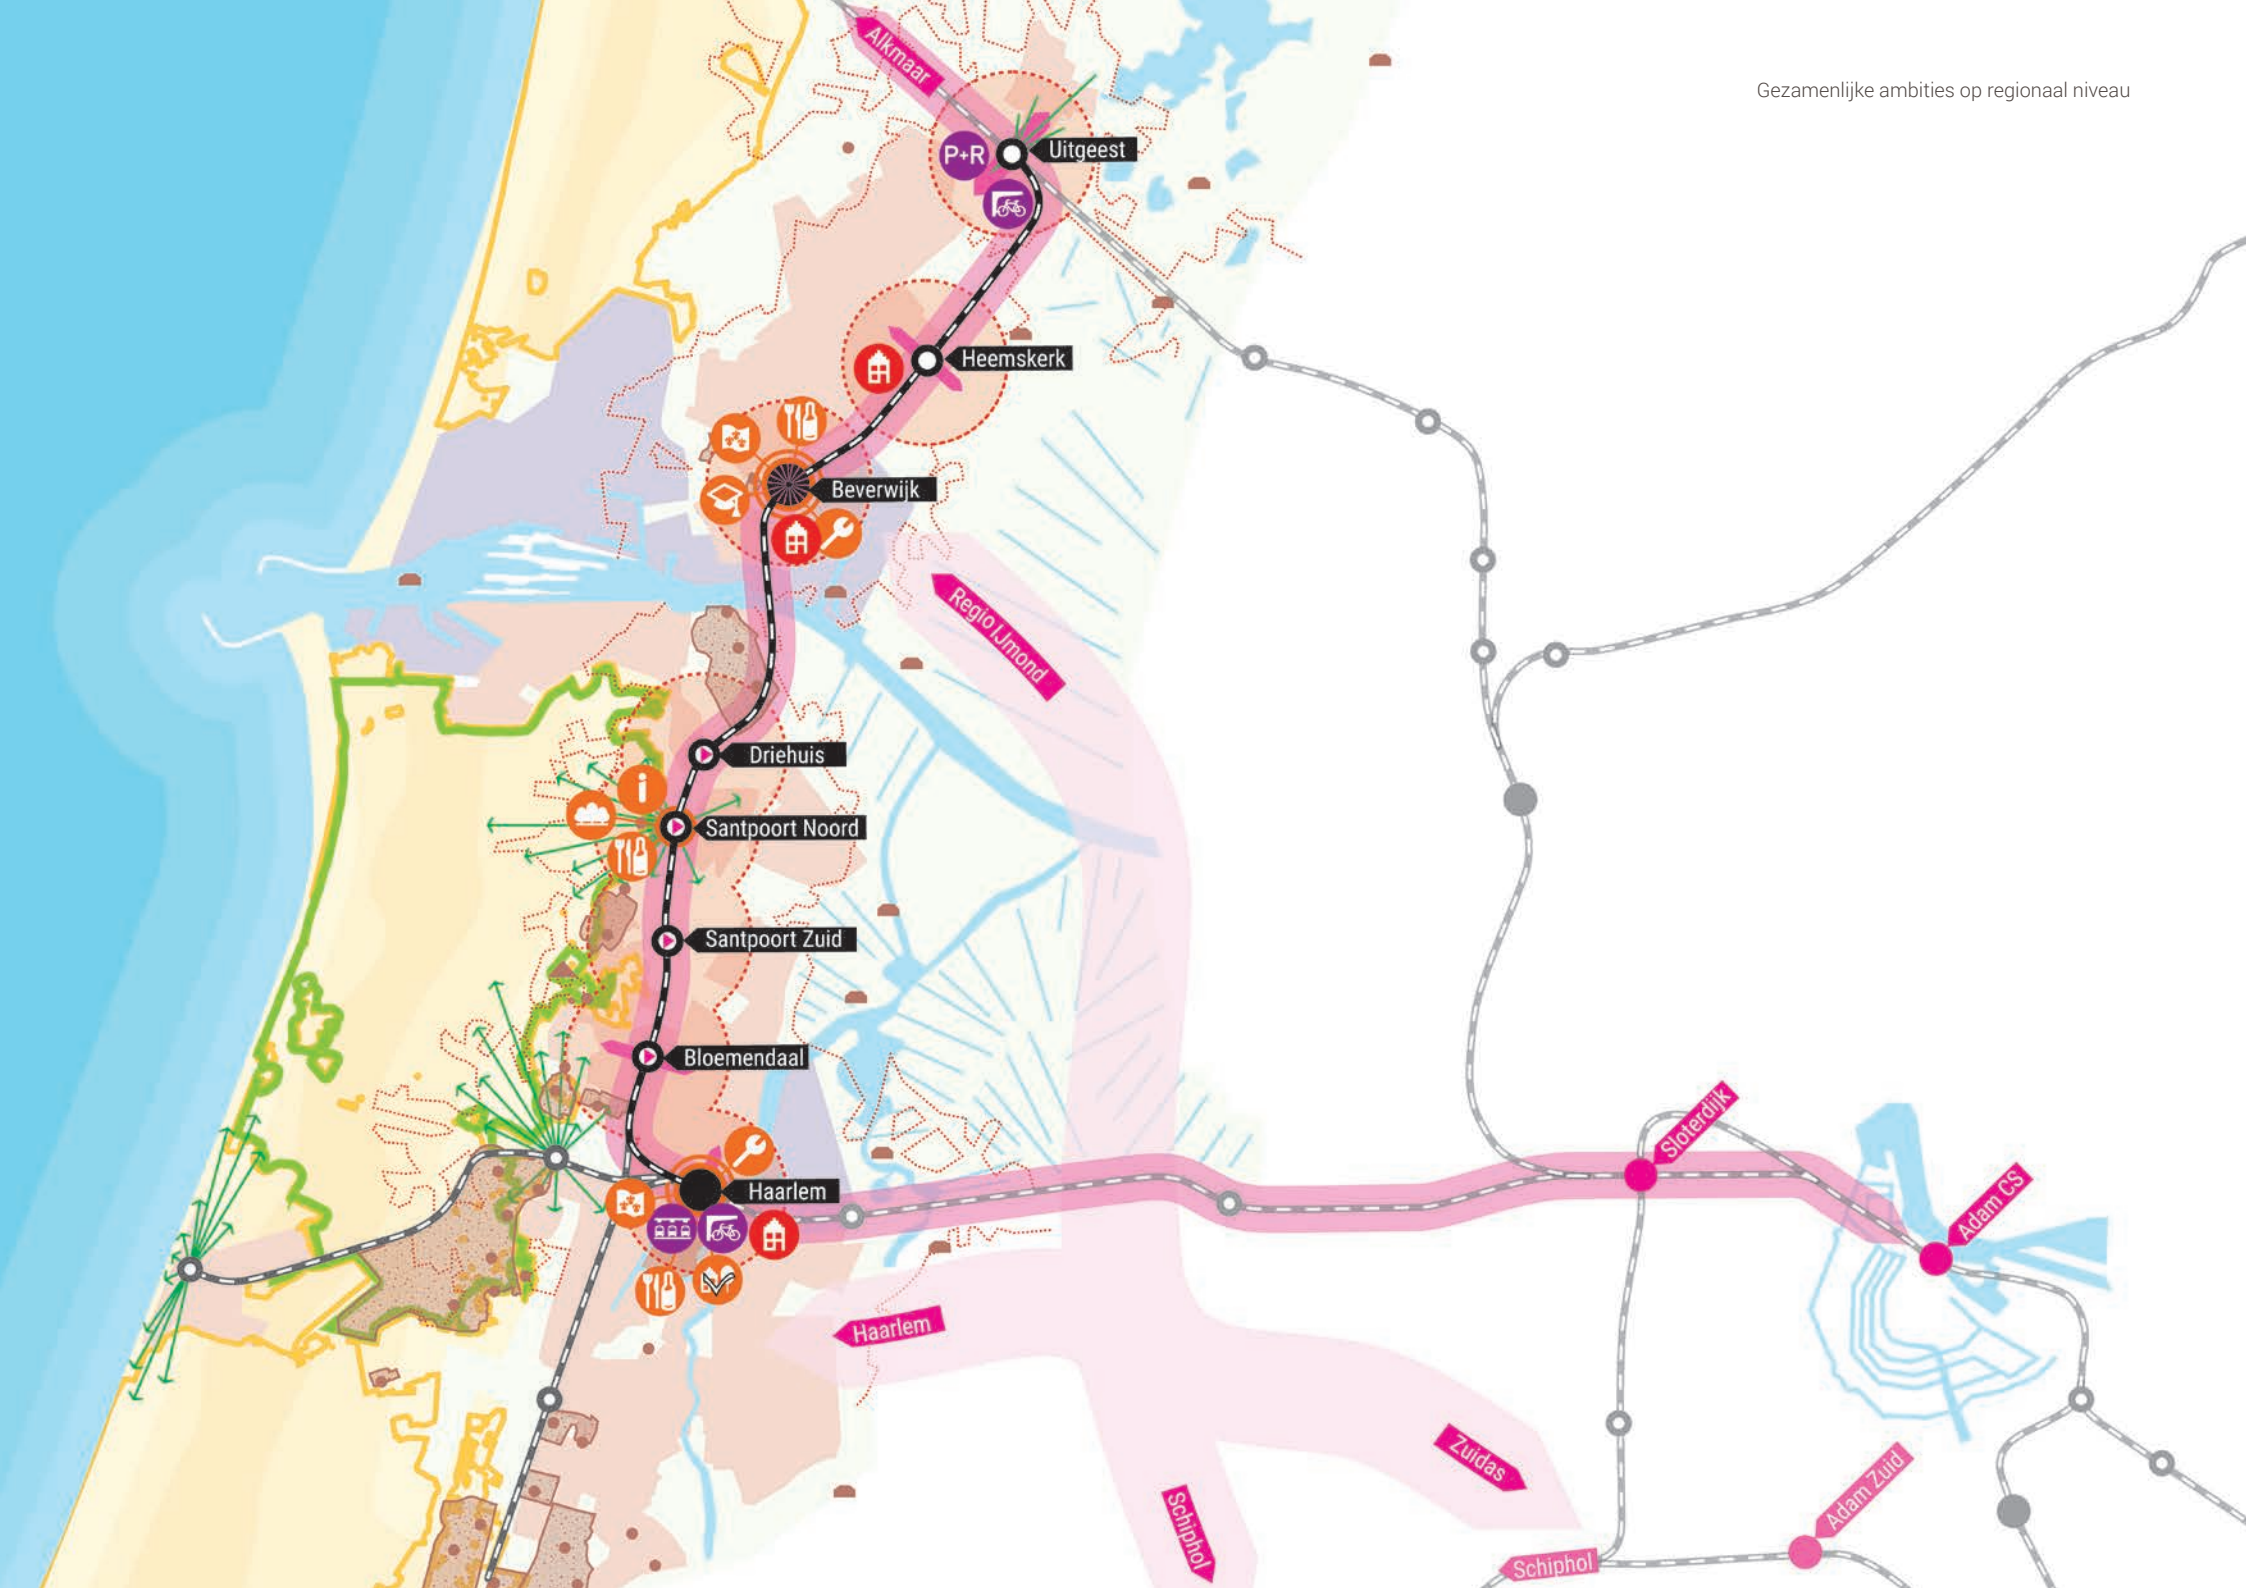 Gezamenlijke ambities op regionaal niveau
Alkmaar
P+R
Uitgeest
Heemskerk
Beverwijk
Regio IJmond
Driehuis
i
Santpoort Noord
Santpoort Zuid
Bloemendaal
Sloterdijk
Haarlem
Adam CS
Haarlem
Zuidas
Schiphol
Adam Zuid
Schiphol